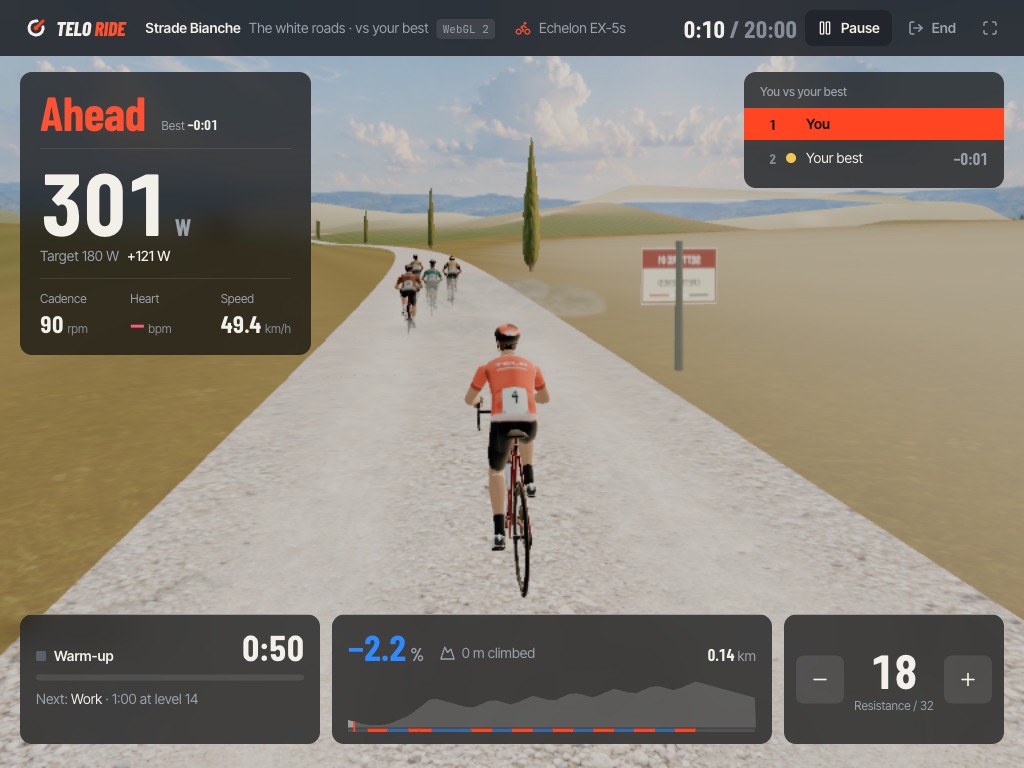 TELO RIDE Strade Bianche The white roads · vs your best WebGL 2 Echelon EX-5s 0:10 / 20:00 Pause End
Ahead Best −0:01
301 W
Target 180 W +121 W
Cadence Heart Speed
90 rpm – bpm 49.4 km/h
You vs your best
1 You
2 Your best −0:01
TELO
4
Warm-up 0:50
Next: Work · 1:00 at level 14
−2.2 % 0 m climbed 0.14 km
− 18 +
Resistance / 32